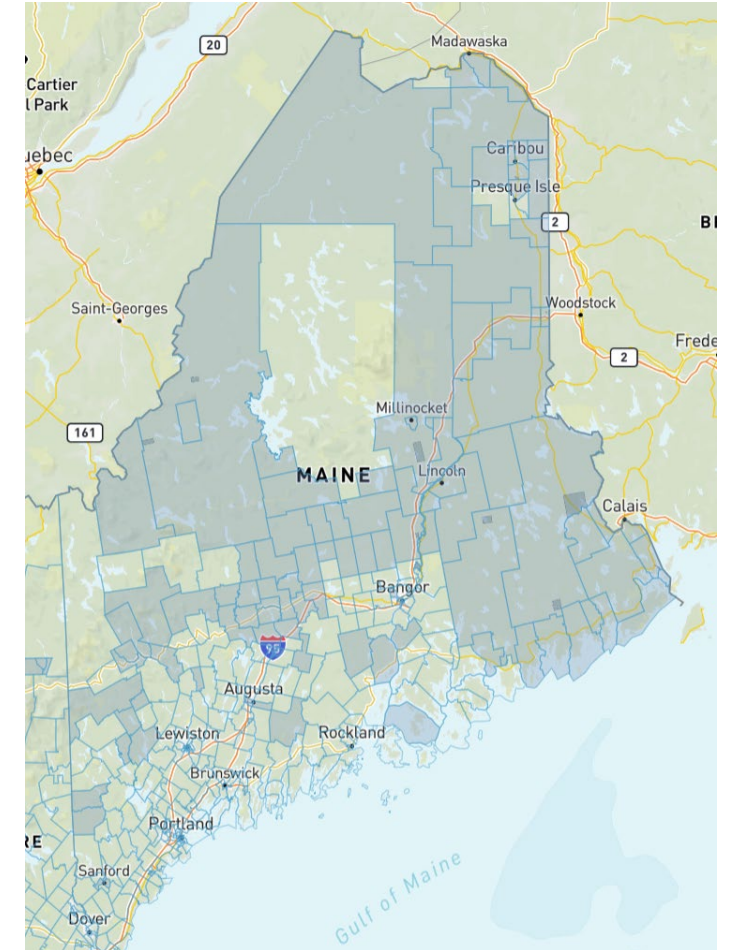 20
Madawaska
Cartier
l Park
uebec
Caribou
Presque Isle
2
BI
Saint-Georges
Woodstock
2
Frede
Millinocket
161
MAINE
Lincoln
Calais
Bangor
95
Augusta
Lewiston
Rockland
Brunswick
Portland
RE
Sanford
Gulf of Maine
Dover